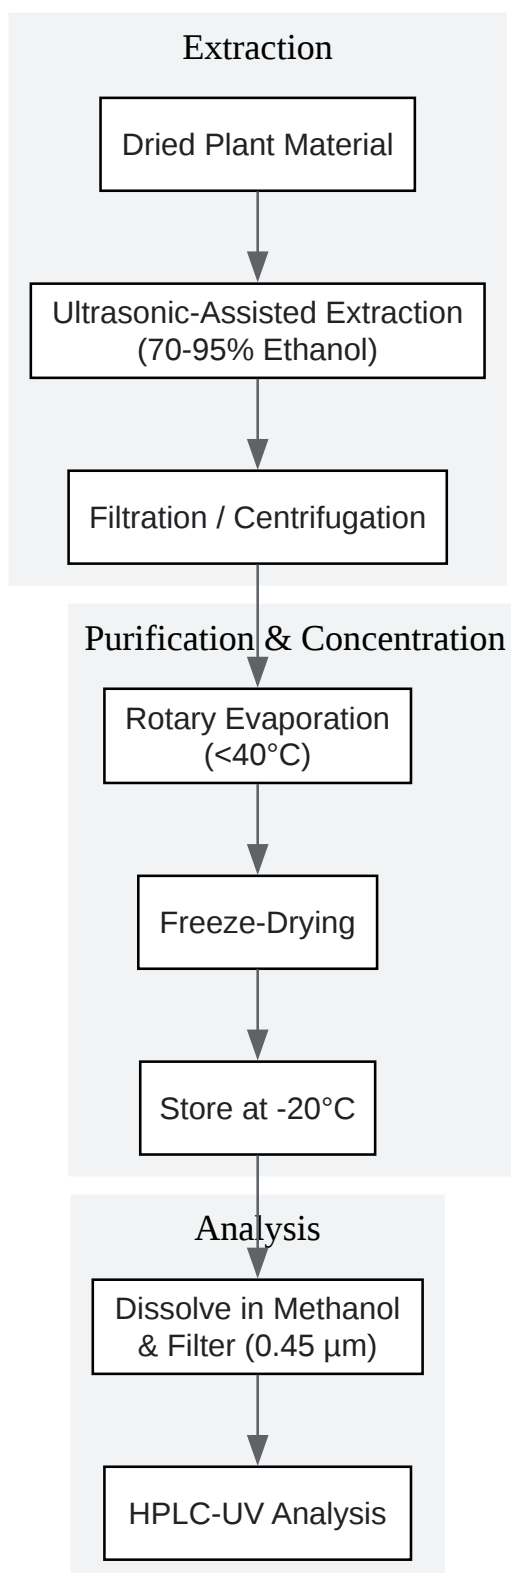 Extraction
Dried Plant Material
Ultrasonic-Assisted Extraction
(70-95% Ethanol)
Filtration / Centrifugation
Purification & Concentration
Rotary Evaporation
(<40°C)
Freeze-Drying
Store at -20°C
Analysis
Dissolve in Methanol
& Filter (0.45 µm)
HPLC-UV Analysis